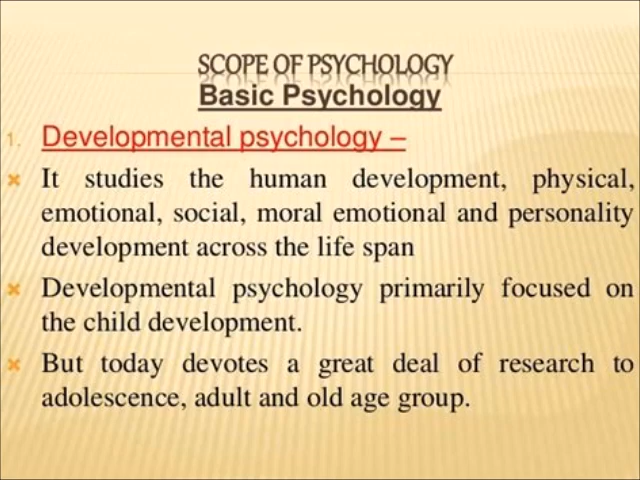 SCOPE OF PSYCHOLOGY
Basic Psychology
1. Developmental psychology –
It studies the human development, physical,
emotional, social, moral emotional and personality
development across the life span
Developmental psychology primarily focused on
the child development.
But today devotes a great deal of research to
adolescence, adult and old age group.